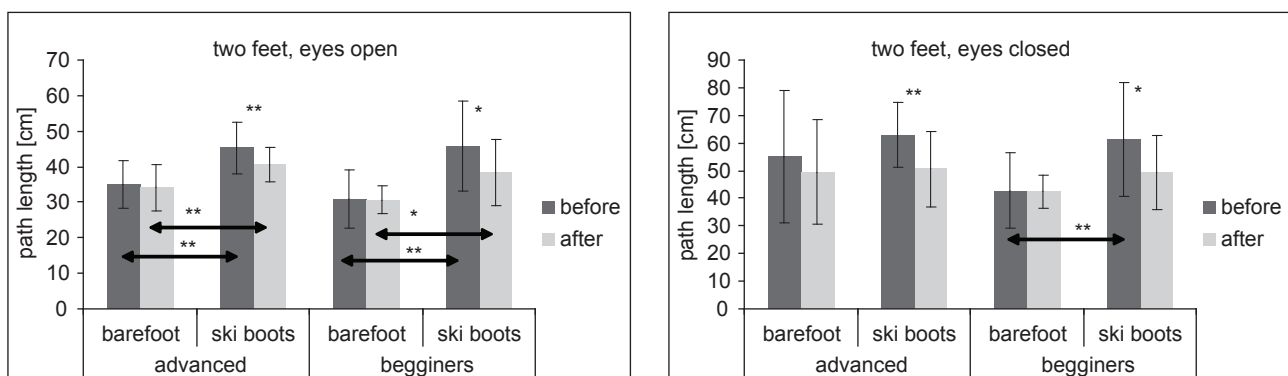 two feet, eyes open
path length [cm]
70
60
50
40
30
20
10
0
**
*
**
*
**
**
before
after
barefoot ski boots barefoot ski boots
advanced begginers
two feet, eyes closed
path length [cm]
90
80
70
60
50
40
30
20
10
0
**
*
**
before
after
barefoot ski boots barefoot ski boots
advanced begginers